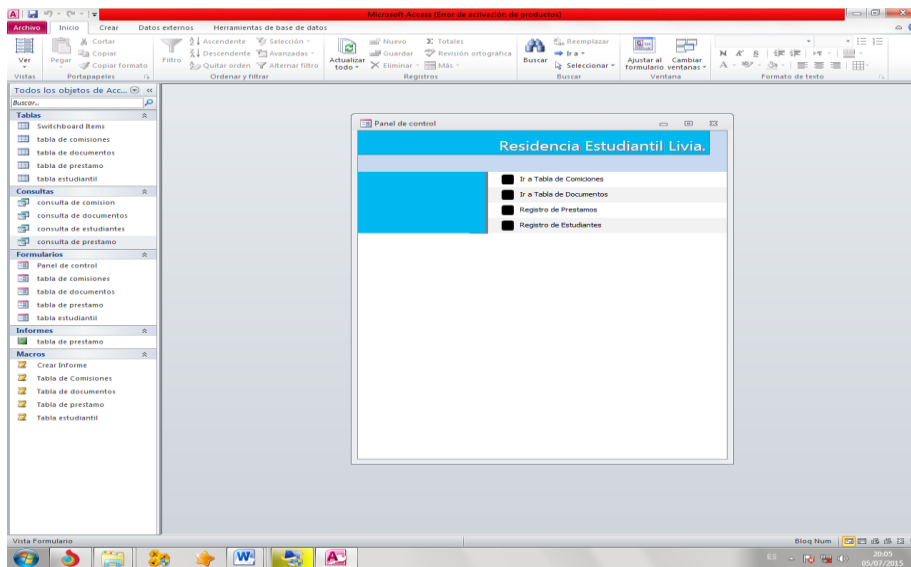 Microsoft Access (Error de activación de productos)
Archivo Inicio Crear Datos externos Herramientas de base de datos
Ver
Vistas
Pegar
Cortar
Copiar
Copiar formato
Portapapeles
Filtro
Ascendente
Descendente
Quitar orden
Selección
Avanzadas
Alternar filtro
Ordenar y filtrar
Actualizar
todo
Nuevo
Guardar
Eliminar
Totales
Revisión ortográfica
Más
Registros
Buscar
Reemplazar
Ir a
Seleccionar
Buscar
Ajustar al
formulario
Cambiar
ventanas
Ventana
N K S
A
Formato de texto
Todos los objetos de Acc...
Buscar..
Tablas
Switchboard Items
tabla de comisiones
tabla de documentos
tabla de prestamo
tabla estudiantil
Consultas
consulta de comision
consulta de documentos
consulta de estudiantes
consulta de prestamo
Formularios
Panel de control
tabla de comisiones
tabla de documentos
tabla de prestamo
tabla estudiantil
Informes
tabla de prestamo
Macros
Crear Informe
Tabla de Comisiones
Tabla de documentos
Tabla de prestamo
Tabla estudiantil
Panel de control
Residencia Estudiantil Livia.
Ir a Tabla de Comiciones
Ir a Tabla de Documentos
Registro de Prestamos
Registro de Estudiantes
Vista Formulario
Bloq Num
ES
20:05
05/07/2015